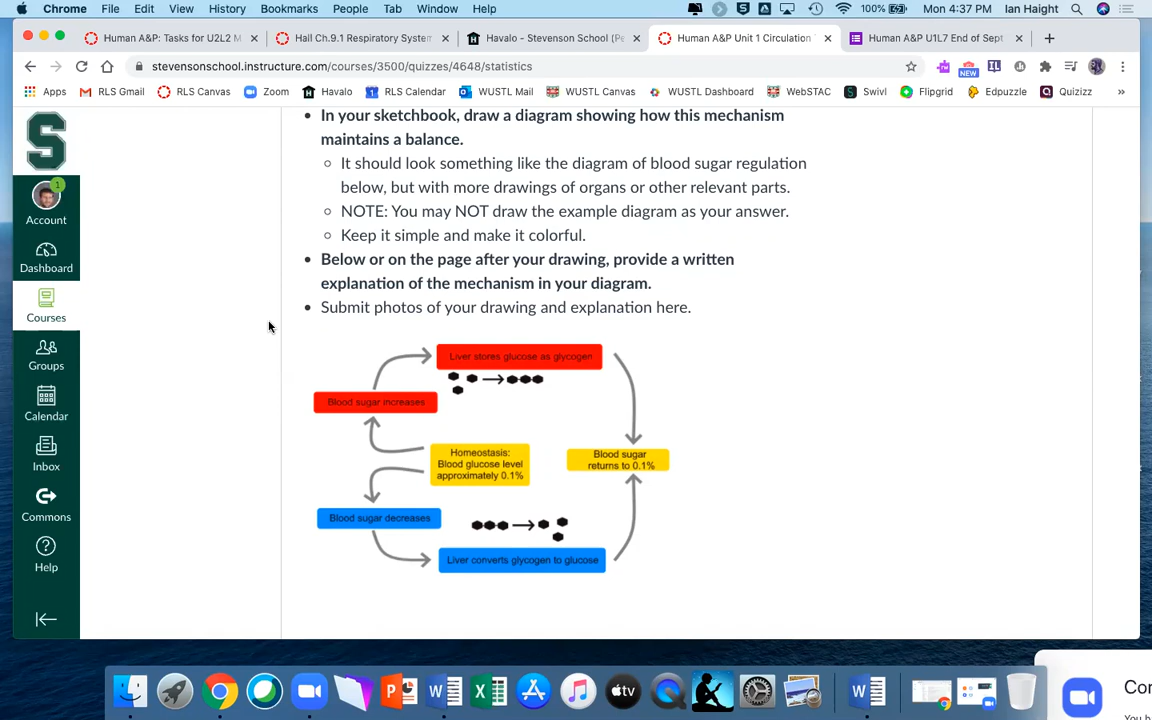 Chrome File Edit View History Bookmarks People Tab Window Help 100% Mon 4:37 PM Ian Haight
Human A&P: Tasks for U2L2 M Hall Ch.9.1 Respiratory System Havalo - Stevenson School (Pe Human A&P Unit 1 Circulation Human A&P U1L7 End of Sept
stevensonschool.instructure.com/courses/3500/quizzes/4648/statistics
NEW
Apps RLS Gmail RLS Canvas Zoom Havalo RLS Calendar WUSTL Mail WUSTL Canvas WUSTL Dashboard WebSTAC Swivl Flipgrid Edpuzzle Quizizz »
S
1
Account
Dashboard
Courses
Groups
Calendar
Inbox
Commons
Help
• In your sketchbook, draw a diagram showing how this mechanism
maintains a balance.
It should look something like the diagram of blood sugar regulation
below, but with more drawings of organs or other relevant parts.
NOTE: You may NOT draw the example diagram as your answer.
Keep it simple and make it colorful.
• Below or on the page after your drawing, provide a written
explanation of the mechanism in your diagram.
• Submit photos of your drawing and explanation here.
Liver stores glucose as glycogen
Blood sugar increases
Homeostasis:
Blood glucose level
approximately 0.1%
Blood sugar
returns to 0.1%
Blood sugar decreases
Liver converts glycogen to glucose
tv
Cor
You b